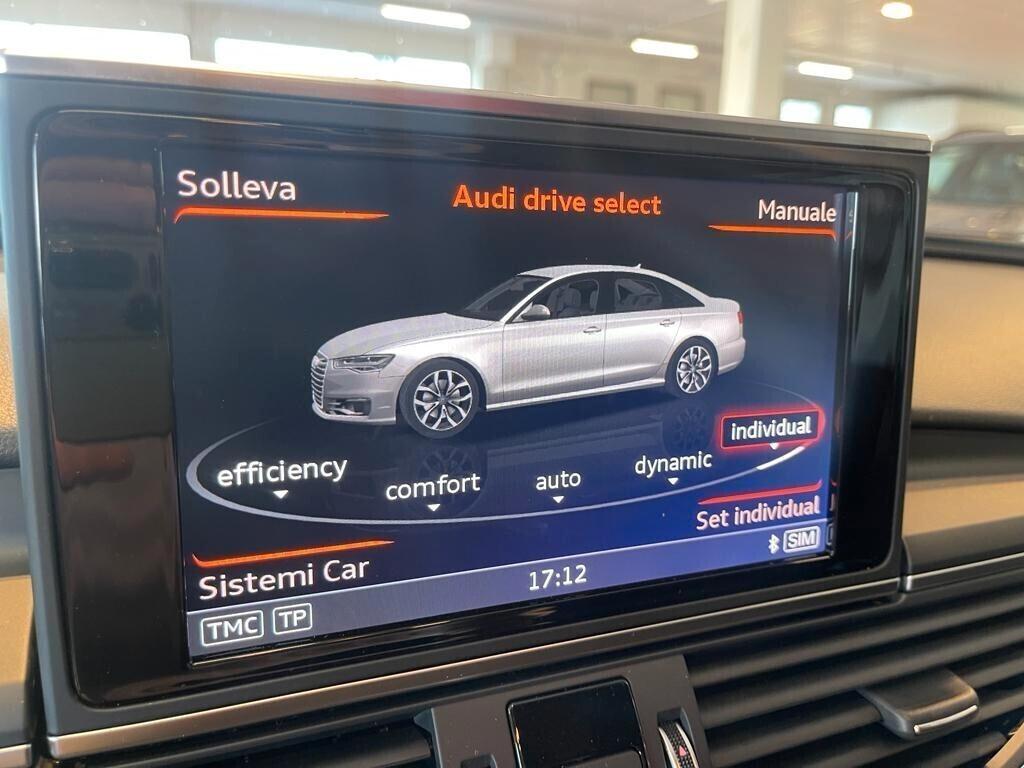 Solleva
Audi drive select
Manuale
efficiency
comfort
auto
dynamic
individual
Set individual
Sistemi Car
17:12
SIM
TMC
TP